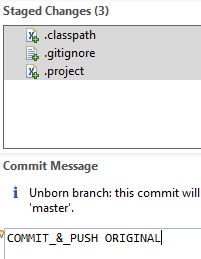 Staged Changes (3)
.classpath
.gitignore
.project
Commit Message
Unborn branch: this commit will
'master'.
COMMIT_&_PUSH ORIGINAL